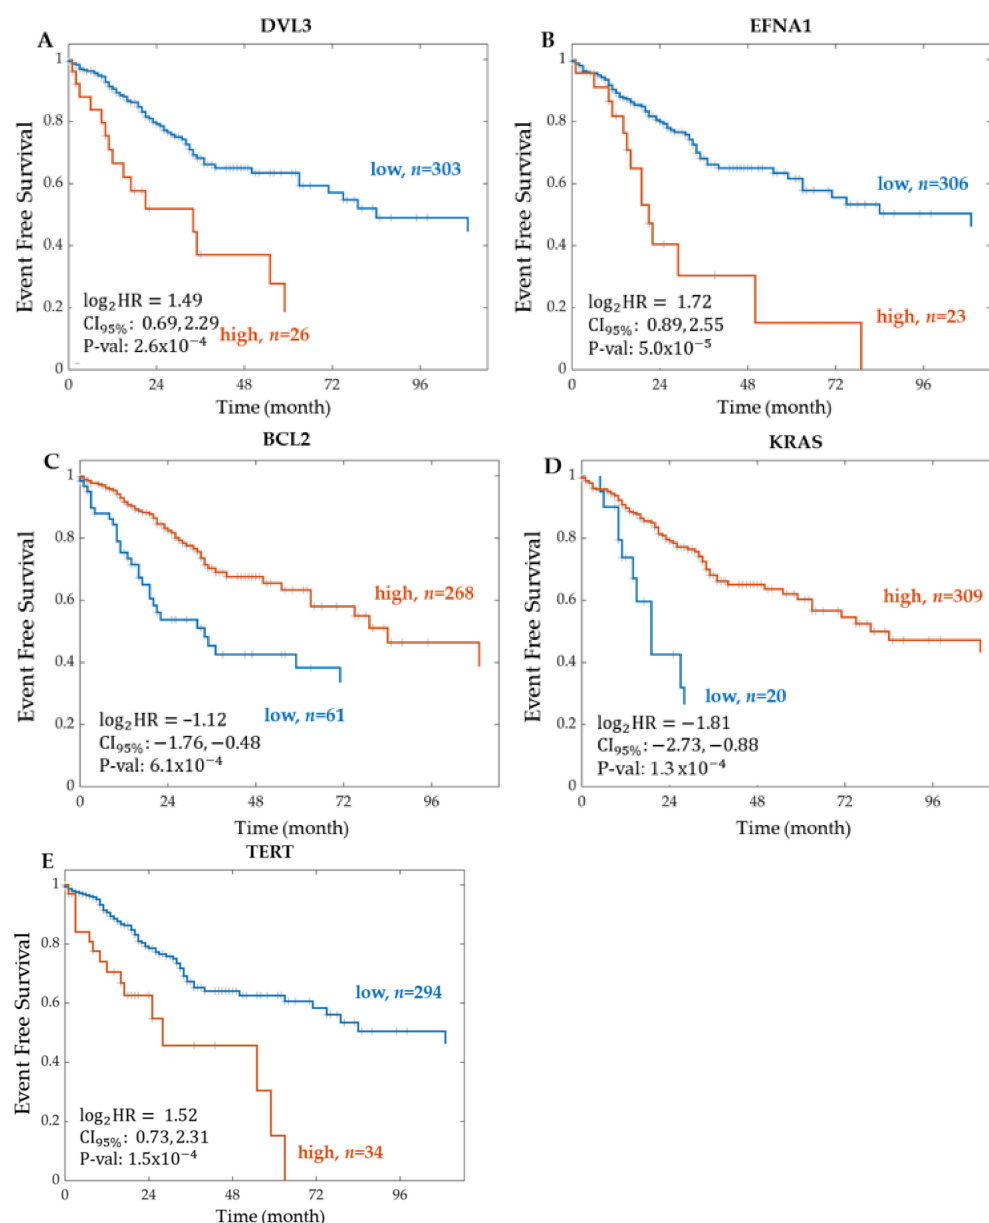 A
DVL3
Event Free Survival
1
0.8
0.6
0.4
0.2
0
low, n=303
high, n=26
log₂HR = 1.49
CI₉₅%: 0.69,2.29
P-val: 2.6x10⁻⁴
0 24 48 72 96
Time (month)
B
EFNA1
Event Free Survival
1
0.8
0.6
0.4
0.2
0
low, n=306
high, n=23
log₂HR = 1.72
CI₉₅%: 0.89, 2.55
P-val: 5.0x10⁻⁵
0 24 48 72 96
Time (month)
C
BCL2
Event Free Survival
1
0.8
0.6
0.4
0.2
0
high, n=268
low, n=61
log₂HR = −1.12
CI₉₅%: −1.76, −0.48
P-val: 6.1x10⁻⁴
0 24 48 72 96
Time (month)
D
KRAS
Event Free Survival
1
0.8
0.6
0.4
0.2
0
high, n=309
low, n=20
log₂HR = −1.81
CI₉₅%: −2.73, −0.88
P-val: 1.3 x10⁻⁴
0 24 48 72 96
Time (month)
E
TERT
Event Free Survival
1
0.8
0.6
0.4
0.2
0
low, n=294
high, n=34
log₂HR = 1.52
CI₉₅%: 0.73, 2.31
P-val: 1.5x10⁻⁴
0 24 48 72 96
Time (month)